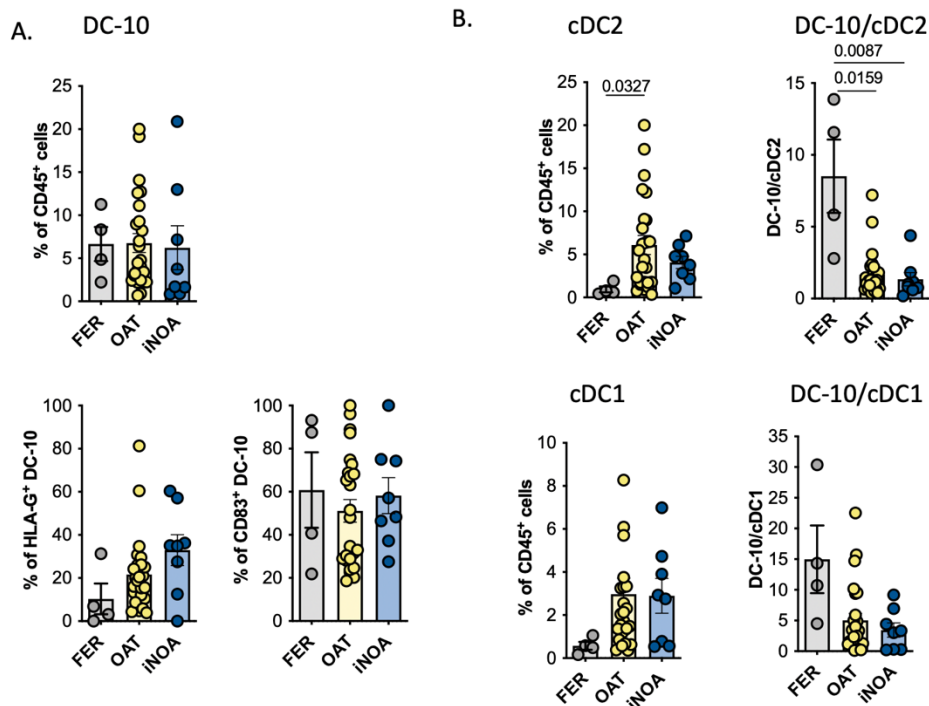 A.
DC-10
% of CD45⁺ cells
25
20
15
10
5
0
FER
OAT
iNOA
% of HLA-G⁺ DC-10
100
80
60
40
20
0
FER
OAT
iNOA
% of CD83⁺ DC-10
100
80
60
40
20
0
FER
OAT
iNOA
B.
cDC2
% of CD45⁺ cells
25
20
15
10
5
0
0.0327
FER
OAT
iNOA
DC-10/cDC2
0.0087
0.0159
DC-10/cDC2
15
10
5
0
FER
OAT
iNOA
cDC1
% of CD45⁺ cells
10
8
6
4
2
0
FER
OAT
iNOA
DC-10/cDC1
DC-10/cDC1
35
30
25
20
15
10
5
0
FER
OAT
iNOA